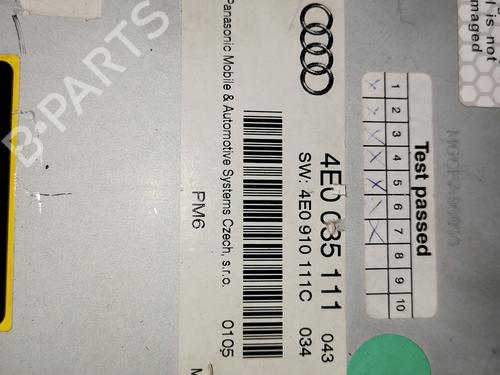 is not
maged
Test passed
1 2 3 4 5 6 7 8 9 10
4E0 035 111 043
SW: 4E0 910 111C 034
Panasonic Mobile & Automotive Systems Czech, s.r.o.
PM6 0105
M
B-PARTS